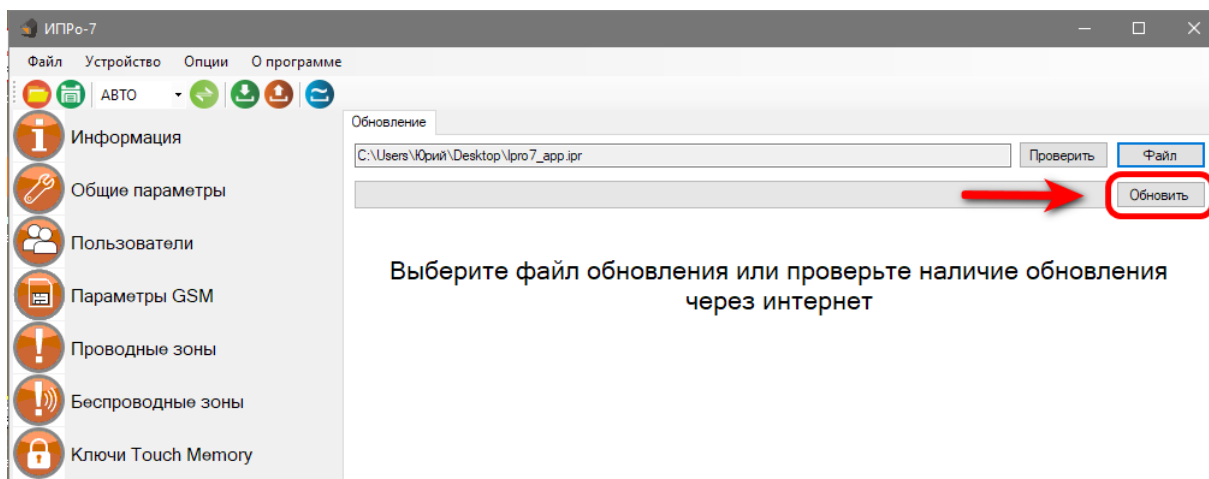 ИПРо-7
Файл Устройство Опции О программе
АВТО
Информация
Общие параметры
Пользователи
Параметры GSM
Проводные зоны
Беспроводные зоны
Ключи Touch Memory
Обновление
C:\Users\Юрий\Desktop\Ipro7_app.ipr
Проверить
Файл
Обновить
Выберите файл обновления или проверьте наличие обновления
через интернет